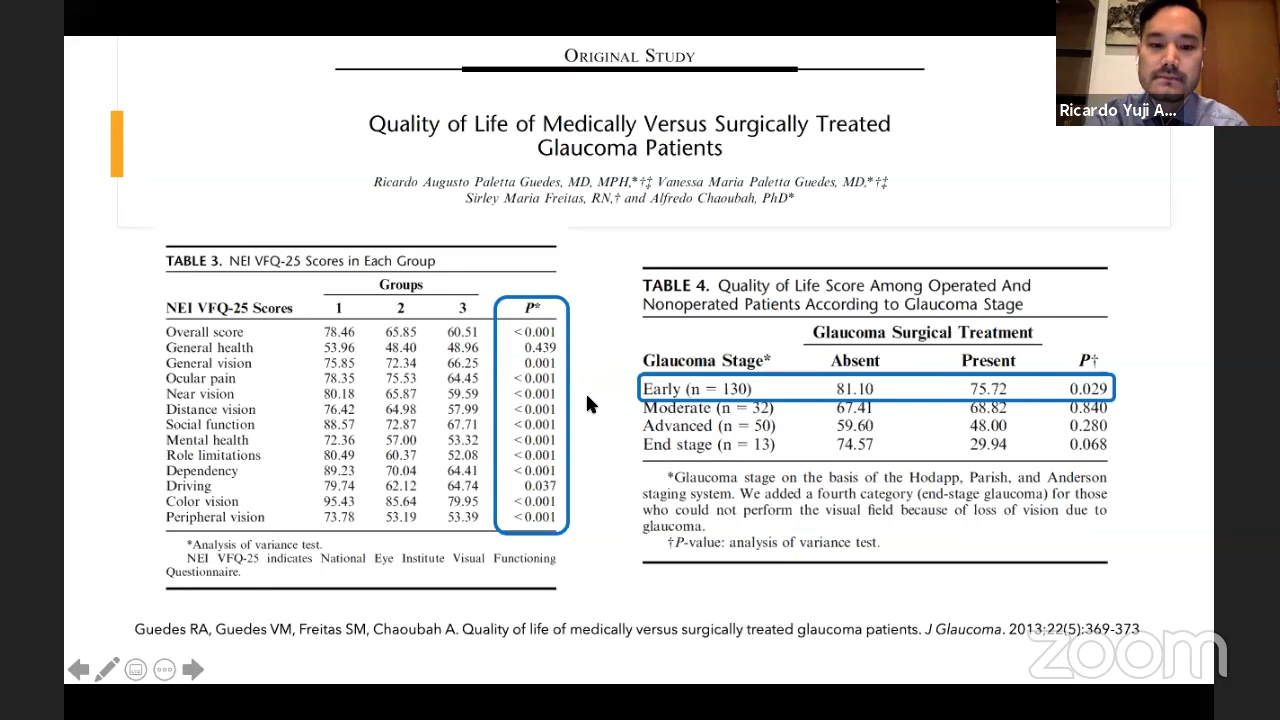 ORIGINAL STUDY
Quality of Life of Medically Versus Surgically Treated
Glaucoma Patients
Ricardo Augusto Paletta Guedes, MD, MPH,*†‡ Vanessa Maria Paletta Guedes, MD,*†‡
Sirley Maria Freitas, RN,† and Alfredo Chaoubah, PhD*
Ricardo Yuji A...
TABLE 3. NEI VFQ-25 Scores in Each Group
Groups
NEI VFQ-25 Scores 1 2 3 P*
Overall score 78.46 65.85 60.51 <0.001
General health 53.96 48.40 48.96 0.439
General vision 75.85 72.34 66.25 0.001
Ocular pain 78.35 75.53 64.45 <0.001
Near vision 80.18 65.87 59.59 <0.001
Distance vision 76.42 64.98 57.99 <0.001
Social function 88.57 72.87 67.71 <0.001
Mental health 72.36 57.00 53.32 <0.001
Role limitations 80.49 60.37 52.08 <0.001
Dependency 89.23 70.04 64.41 <0.001
Driving 79.74 62.12 64.74 0.037
Color vision 95.43 85.64 79.95 <0.001
Peripheral vision 73.78 53.19 53.39 <0.001
*Analysis of variance test.
NEI VFQ-25 indicates National Eye Institute Visual Functioning
Questionnaire.
TABLE 4. Quality of Life Score Among Operated And
Nonoperated Patients According to Glaucoma Stage
Glaucoma Surgical Treatment
Glaucoma Stage* Absent Present P†
Early (n = 130) 81.10 75.72 0.029
Moderate (n = 32) 67.41 68.82 0.840
Advanced (n = 50) 59.60 48.00 0.280
End stage (n = 13) 74.57 29.94 0.068
*Glaucoma stage on the basis of the Hodapp, Parish, and Anderson
staging system. We added a fourth category (end-stage glaucoma) for those
who could not perform the visual field because of loss of vision due to
glaucoma.
†P-value: analysis of variance test.
Guedes RA, Guedes VM, Freitas SM, Chaoubah A. Quality of life of medically versus surgically treated glaucoma patients. J Glaucoma. 2013;22(5):369-373
zoom